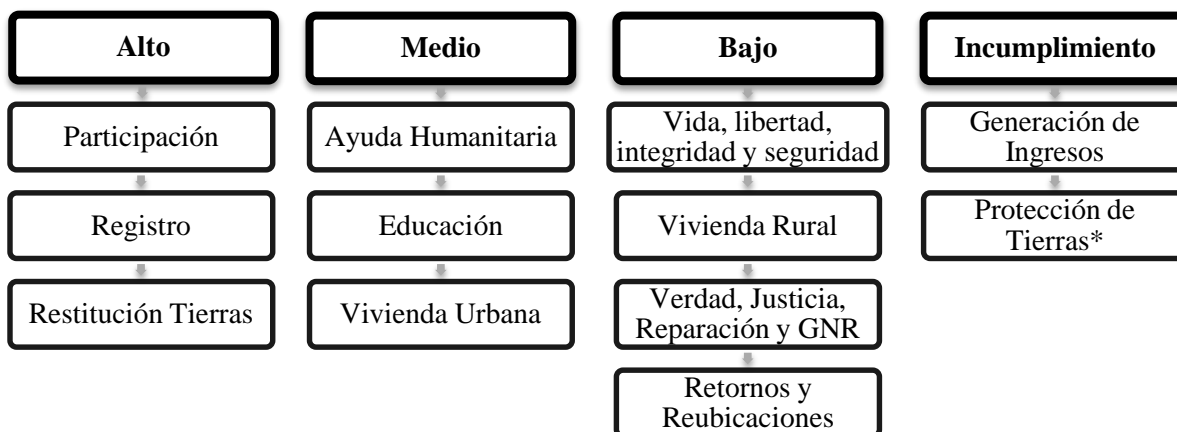 Alto
Participación
Registro
Restitución Tierras
Medio
Ayuda Humanitaria
Educación
Vivienda Urbana
Bajo
Vida, libertad,
integridad y seguridad
Vivienda Rural
Verdad, Justicia,
Reparación y GNR
Retornos y
Reubicaciones
Incumplimiento
Generación de
Ingresos
Protección de
Tierras*